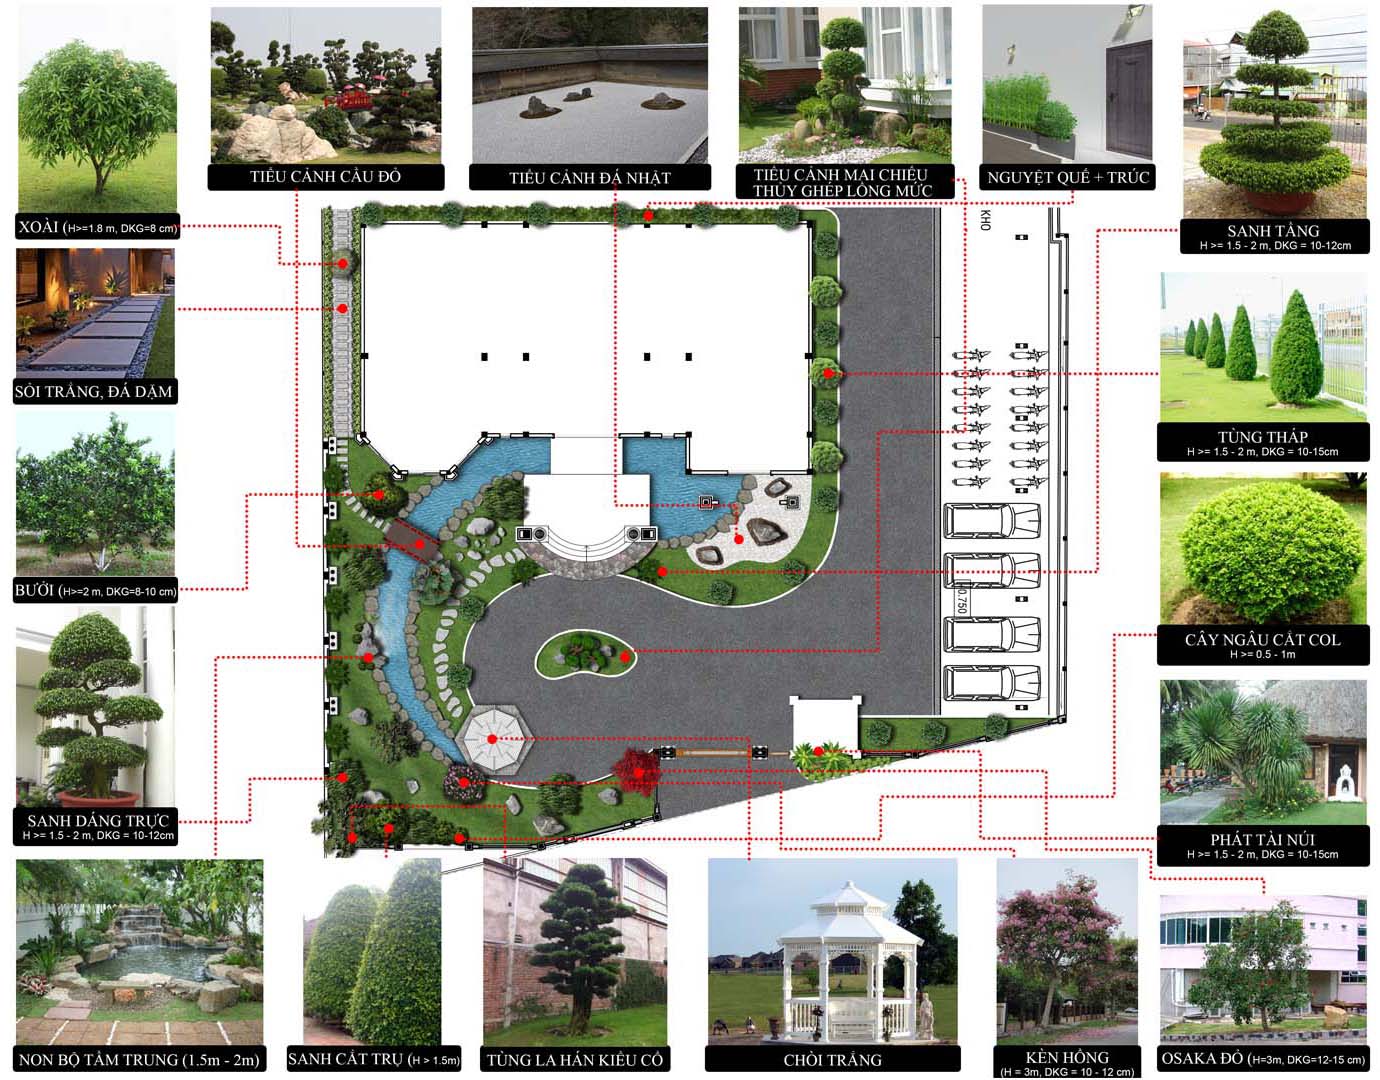 TIỂU CẢNH CẦU ĐỎ
TIỂU CẢNH ĐÁ NHẬT
TIỂU CẢNH MAI CHIẾU
THỦY GHÉP LÒNG MỨC
NGUYỆT QUẾ + TRÚC
XOÀI (H>=1.8 m, DKG=8 cm)
SANH TẦNG
H >= 1.5 - 2 m, DKG = 10-12cm
KHO
SỎI TRẮNG, ĐÁ DẶM
TÙNG THÁP
H >= 1.5 - 2 m, DKG = 10-15cm
BƯỞI (H>=2 m, DKG=8-10 cm)
0.750
CÂY NGÂU CẮT COL
H >= 0.5 - 1m
SANH DÁNG TRỰC
H >= 1.5 - 2 m, DKG = 10-12cm
PHÁT TÀI NÚI
H >= 1.5 - 2 m, DKG = 10-15cm
NON BỘ TẦM TRUNG (1.5m - 2m)
SANH CẮT TRỤ (H > 1.5m)
TÙNG LA HÁN KIỂU CỔ
CHÒI TRẮNG
KÈN HỒNG
(H = 3m, DKG = 10 - 12 cm)
OSAKA ĐỎ (H=3m, DKG=12-15 cm)